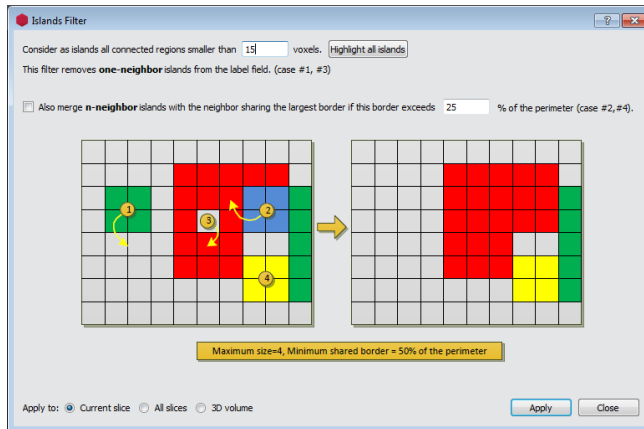 Islands Filter
Consider as islands all connected regions smaller than 15 voxels. Highlight all islands
This filter removes one-neighbor islands from the label field. (case #1, #3)
Also merge n-neighbor islands with the neighbor sharing the largest border if this border exceeds 25 % of the perimeter (case #2,#4).
1
2
3
4
Maximum size=4, Minimum shared border = 50% of the perimeter
Apply to: Current slice All slices 3D volume Apply Close